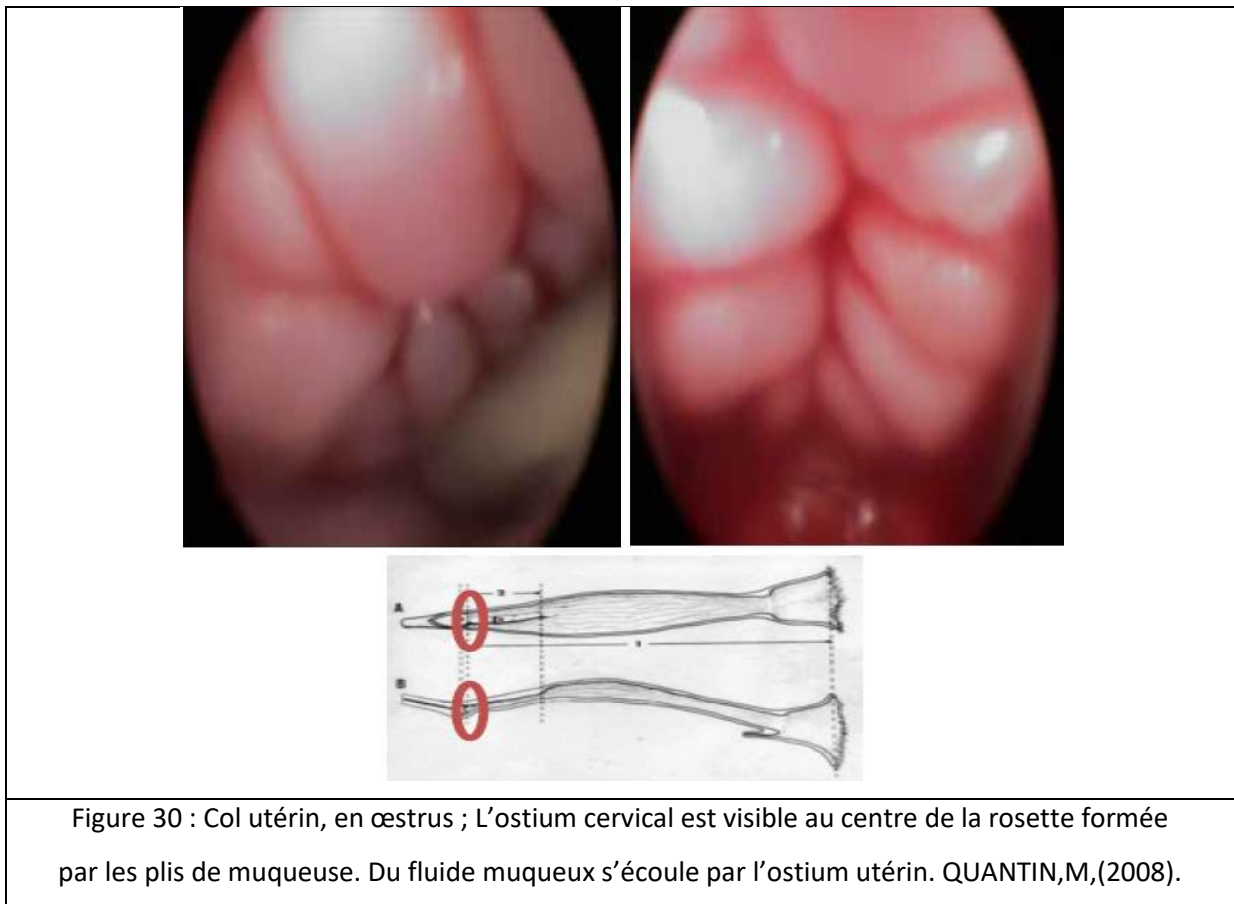 A
B
Figure 30 : Col utérin, en œstrus ; L’ostium cervical est visible au centre de la rosette formée
par les plis de muqueuse. Du fluide muqueux s’écoule par l’ostium utérin. QUANTIN,M,(2008).